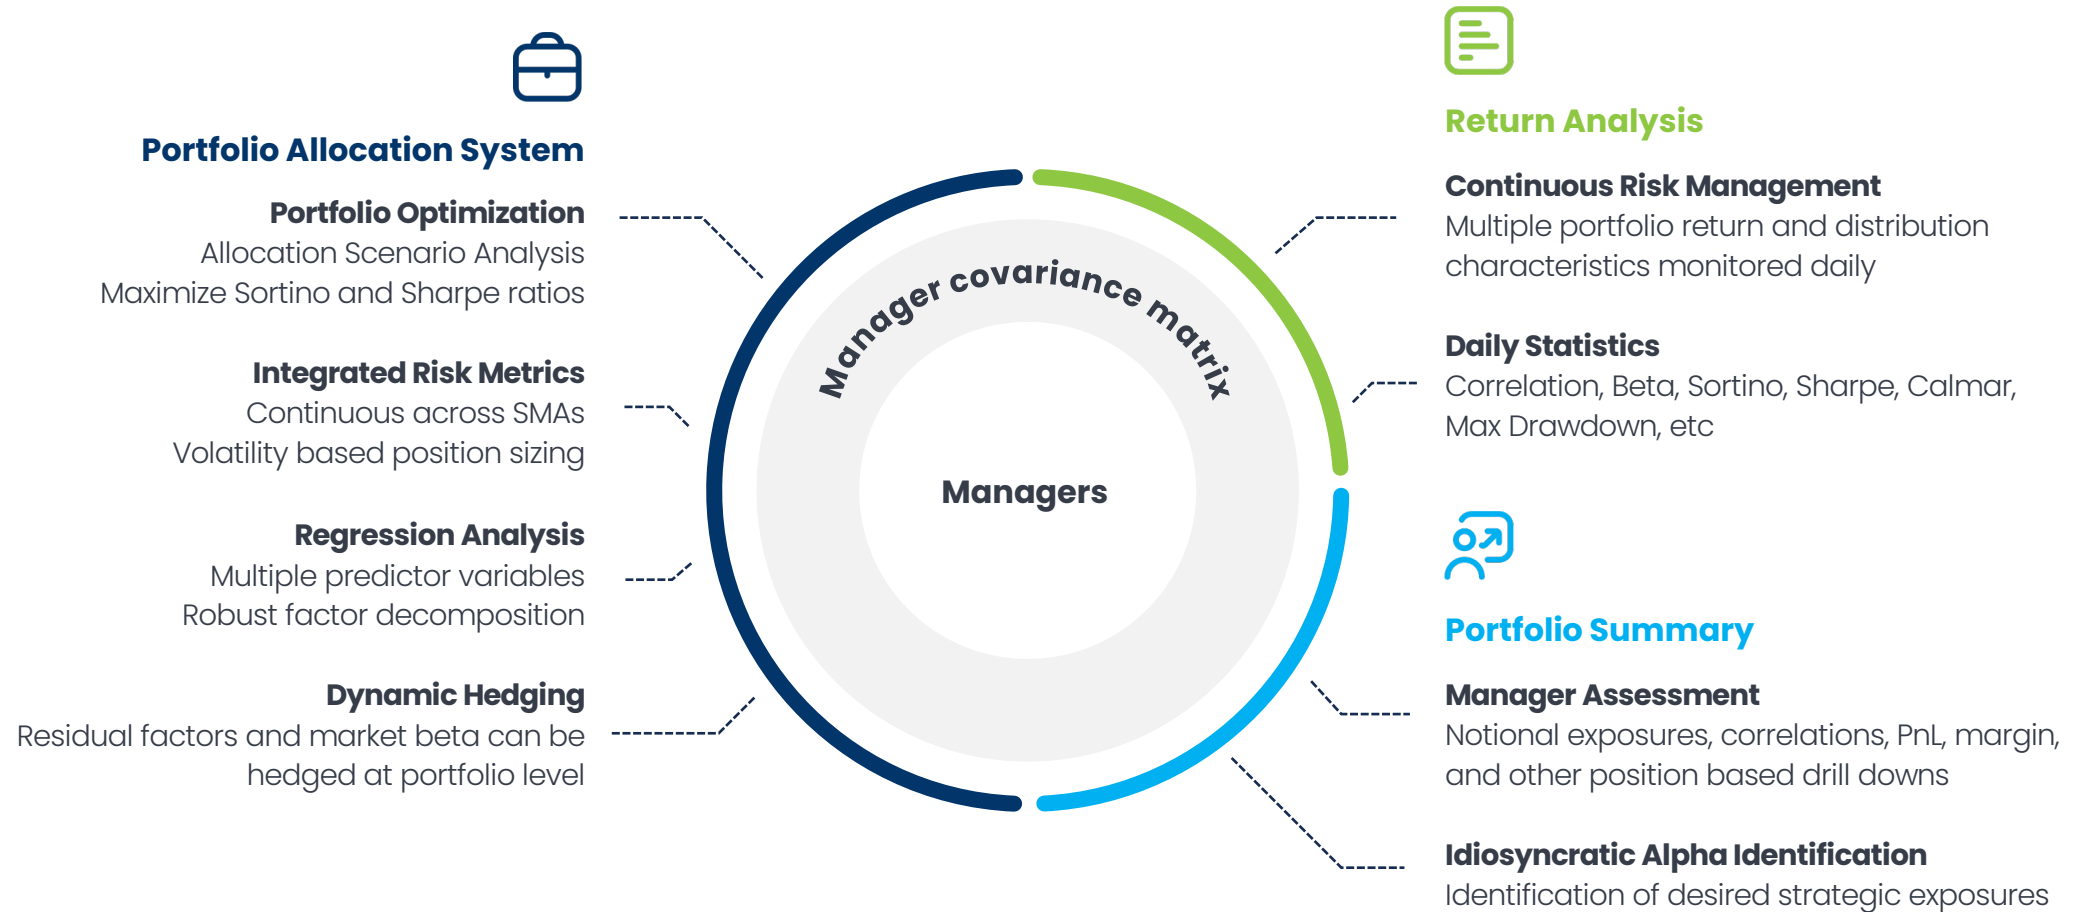 Portfolio Allocation System
Portfolio Optimization
Allocation Scenario Analysis
Maximize Sortino and Sharpe ratios
Integrated Risk Metrics
Continuous across SMAs
Volatility based position sizing
Regression Analysis
Multiple predictor variables
Robust factor decomposition
Dynamic Hedging
Residual factors and market beta can be
hedged at portfolio level
Manager covariance matrix
Managers
Return Analysis
Continuous Risk Management
Multiple portfolio return and distribution
characteristics monitored daily
Daily Statistics
Correlation, Beta, Sortino, Sharpe, Calmar,
Max Drawdown, etc
Portfolio Summary
Manager Assessment
Notional exposures, correlations, PnL, margin,
and other position based drill downs
Idiosyncratic Alpha Identification
Identification of desired strategic exposures